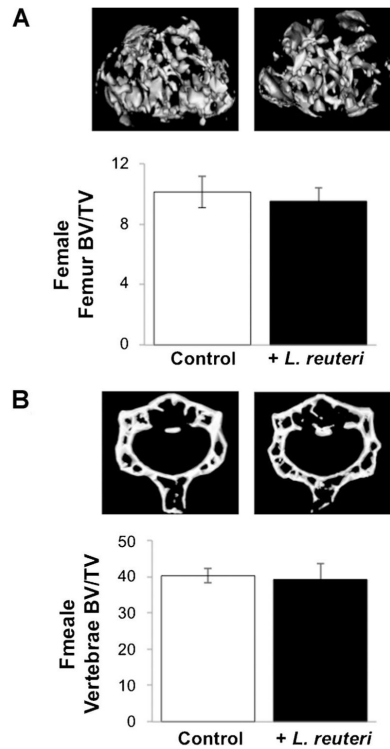 A
12
8
4
0
Female
Femur BV/TV
Control
+ L. reuteri
B
50
40
30
20
10
0
Fmeale
Vertebrae BV/TV
Control
+ L. reuteri